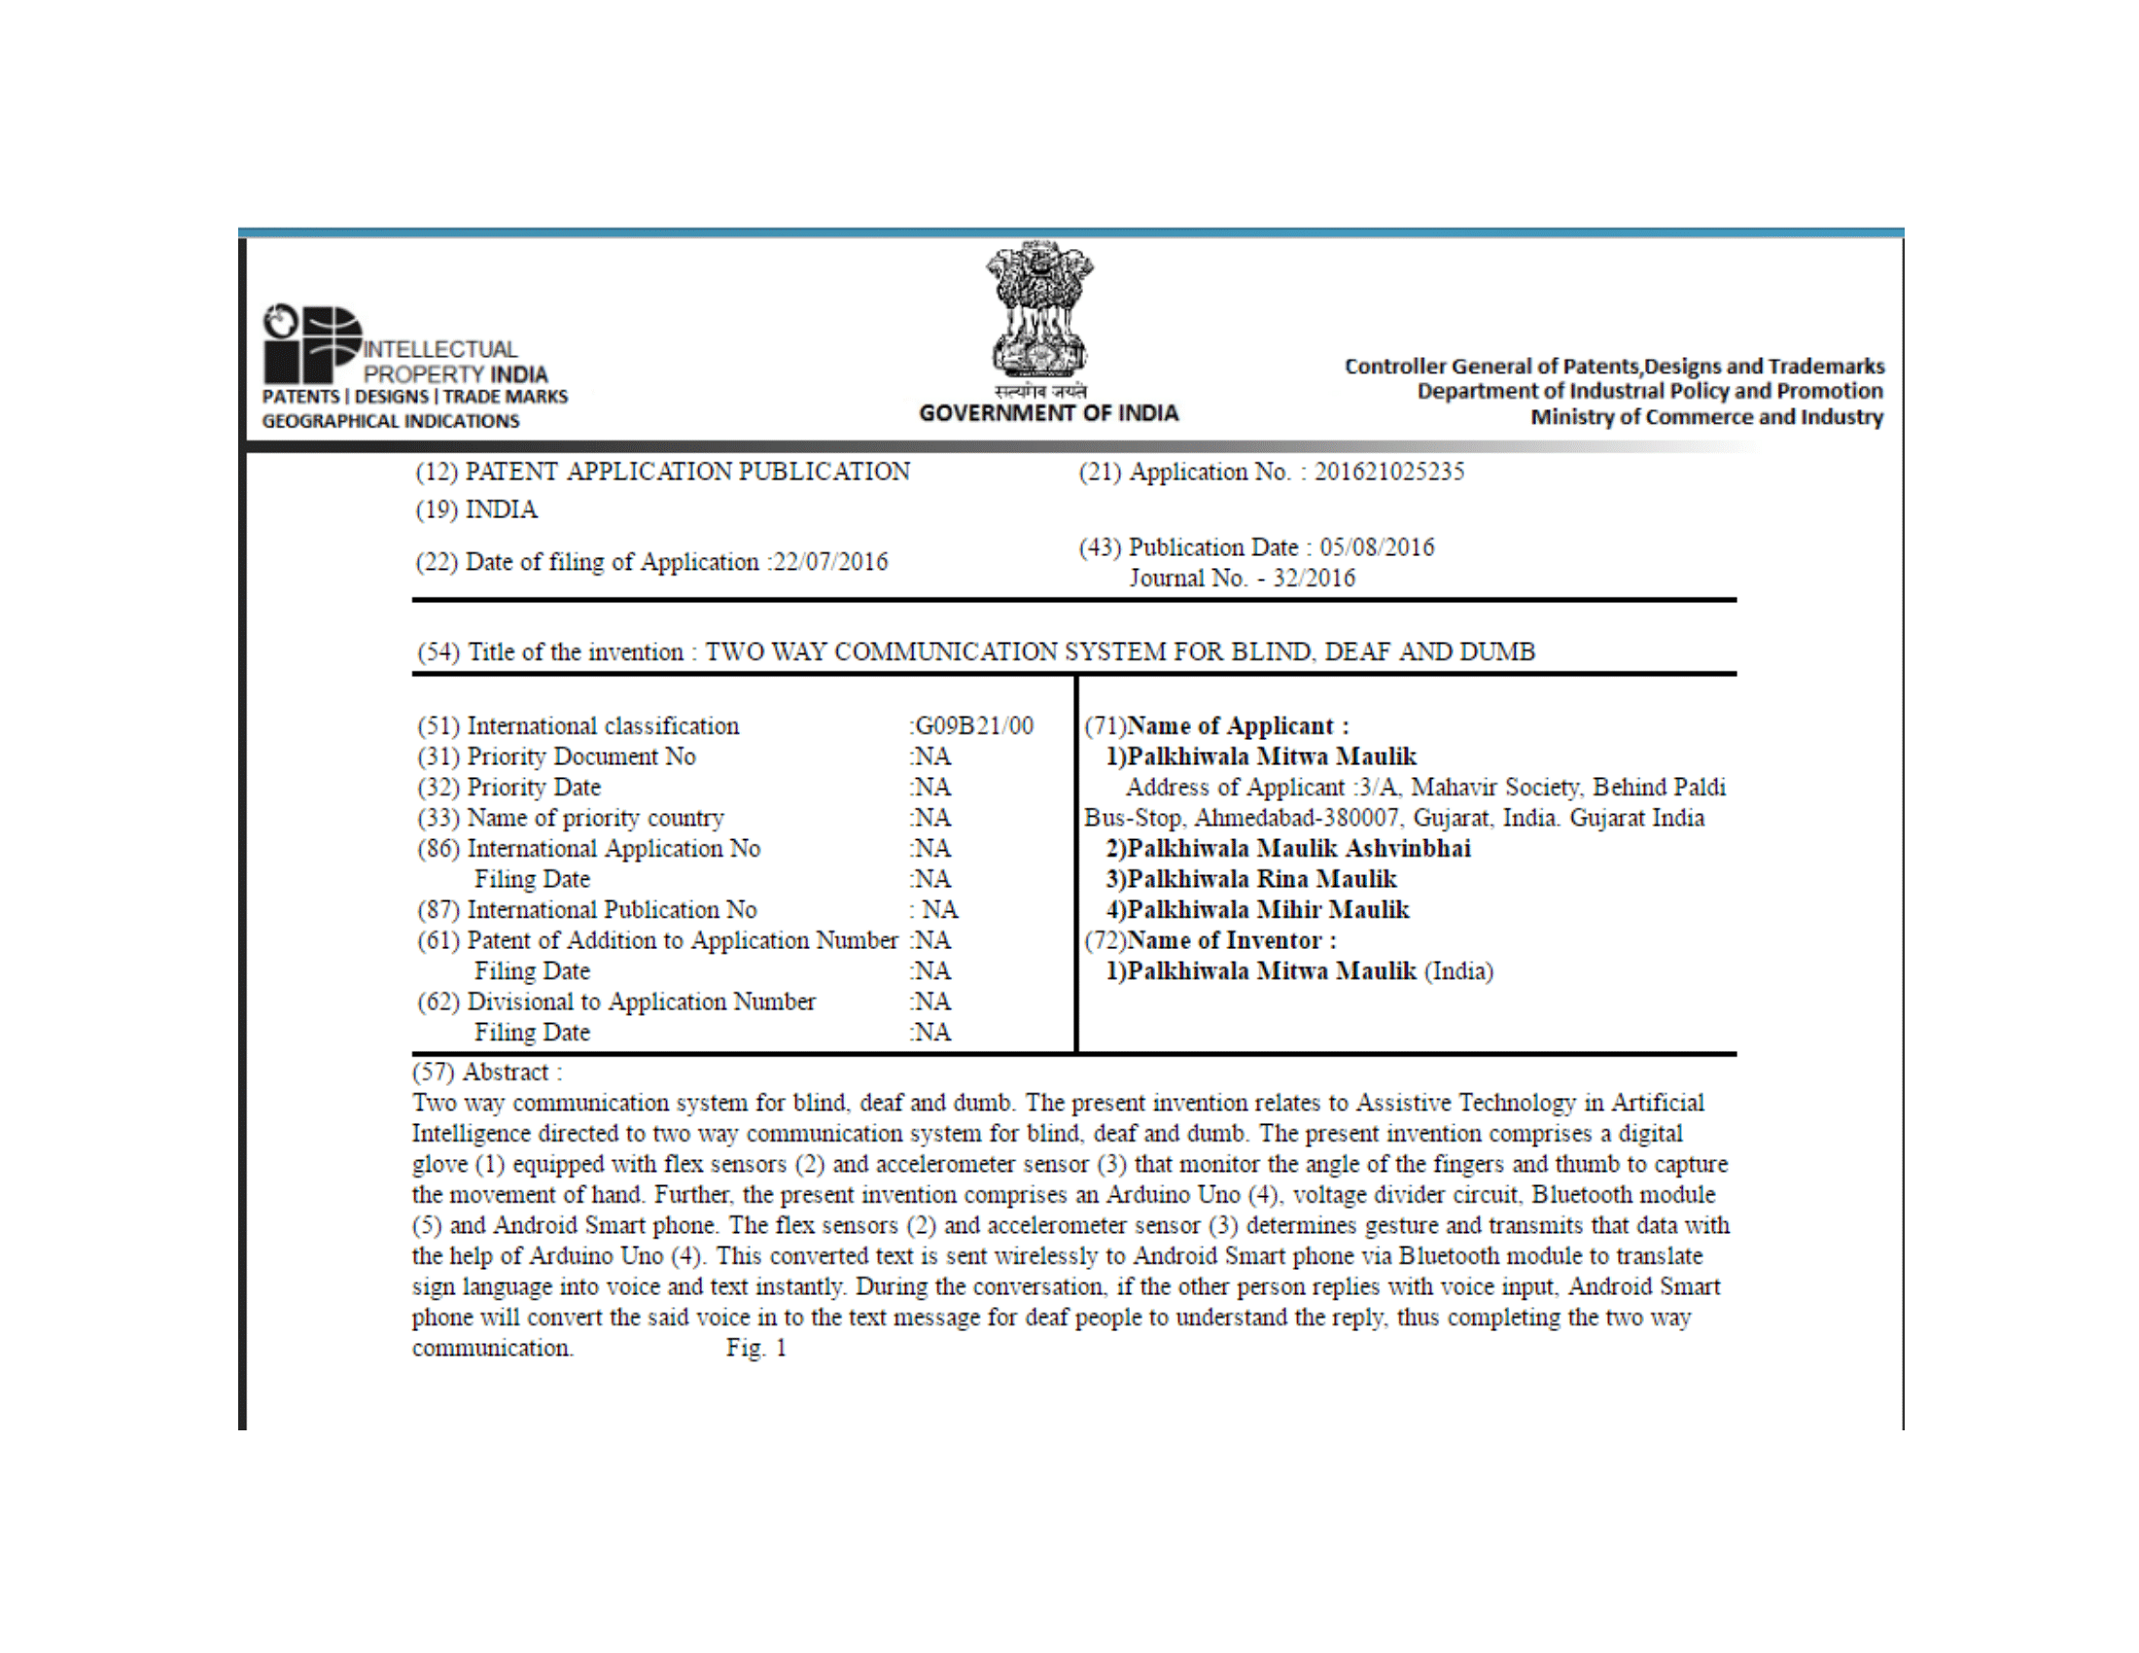 INTELLECTUAL
PROPERTY INDIA
PATENTS | DESIGNS | TRADE MARKS
GEOGRAPHICAL INDICATIONS
सत्यमेव जयते
GOVERNMENT OF INDIA
Controller General of Patents,Designs and Trademarks
Department of Industrial Policy and Promotion
Ministry of Commerce and Industry
(12) PATENT APPLICATION PUBLICATION
(21) Application No. : 201621025235
(19) INDIA
(22) Date of filing of Application :22/07/2016
(43) Publication Date : 05/08/2016
Journal No. - 32/2016
(54) Title of the invention : TWO WAY COMMUNICATION SYSTEM FOR BLIND, DEAF AND DUMB
(51) International classification :G09B21/00
(31) Priority Document No :NA
(32) Priority Date :NA
(33) Name of priority country :NA
(86) International Application No :NA
Filing Date :NA
(87) International Publication No : NA
(61) Patent of Addition to Application Number :NA
Filing Date :NA
(62) Divisional to Application Number :NA
Filing Date :NA
(71)Name of Applicant :
1)Palkhiwala Mitwa Maulik
Address of Applicant :3/A, Mahavir Society, Behind Paldi
Bus-Stop, Ahmedabad-380007, Gujarat, India. Gujarat India
2)Palkhiwala Maulik Ashvinbhai
3)Palkhiwala Rina Maulik
4)Palkhiwala Mihir Maulik
(72)Name of Inventor :
1)Palkhiwala Mitwa Maulik (India)
(57) Abstract :
Two way communication system for blind, deaf and dumb. The present invention relates to Assistive Technology in Artificial
Intelligence directed to two way communication system for blind, deaf and dumb. The present invention comprises a digital
glove (1) equipped with flex sensors (2) and accelerometer sensor (3) that monitor the angle of the fingers and thumb to capture
the movement of hand. Further, the present invention comprises an Arduino Uno (4), voltage divider circuit, Bluetooth module
(5) and Android Smart phone. The flex sensors (2) and accelerometer sensor (3) determines gesture and transmits that data with
the help of Arduino Uno (4). This converted text is sent wirelessly to Android Smart phone via Bluetooth module to translate
sign language into voice and text instantly. During the conversation, if the other person replies with voice input, Android Smart
phone will convert the said voice in to the text message for deaf people to understand the reply, thus completing the two way
communication. Fig. 1